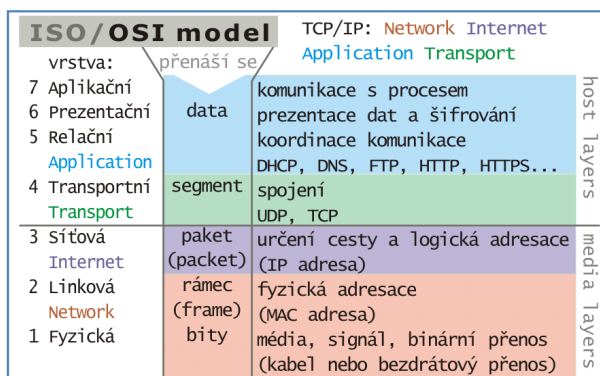 ISO/OSI model
TCP/IP: Network Internet
Application Transport
vrstva: přenáší se
7 Aplikační komunikace s procesem
6 Prezentační data prezentace dat a šifrování
5 Relační koordinace komunikace
Application DHCP, DNS, FTP, HTTP, HTTPS...
4 Transportní segment spojení
Transport UDP, TCP
3 Síťová paket určení cesty a logická adresace
Internet (packet) (IP adresa)
2 Linková rámec fyzická adresace
Network (frame) (MAC adresa)
1 Fyzická bity média, signál, binární přenos
(kabel nebo bezdrátový přenos)
host layers
media layers